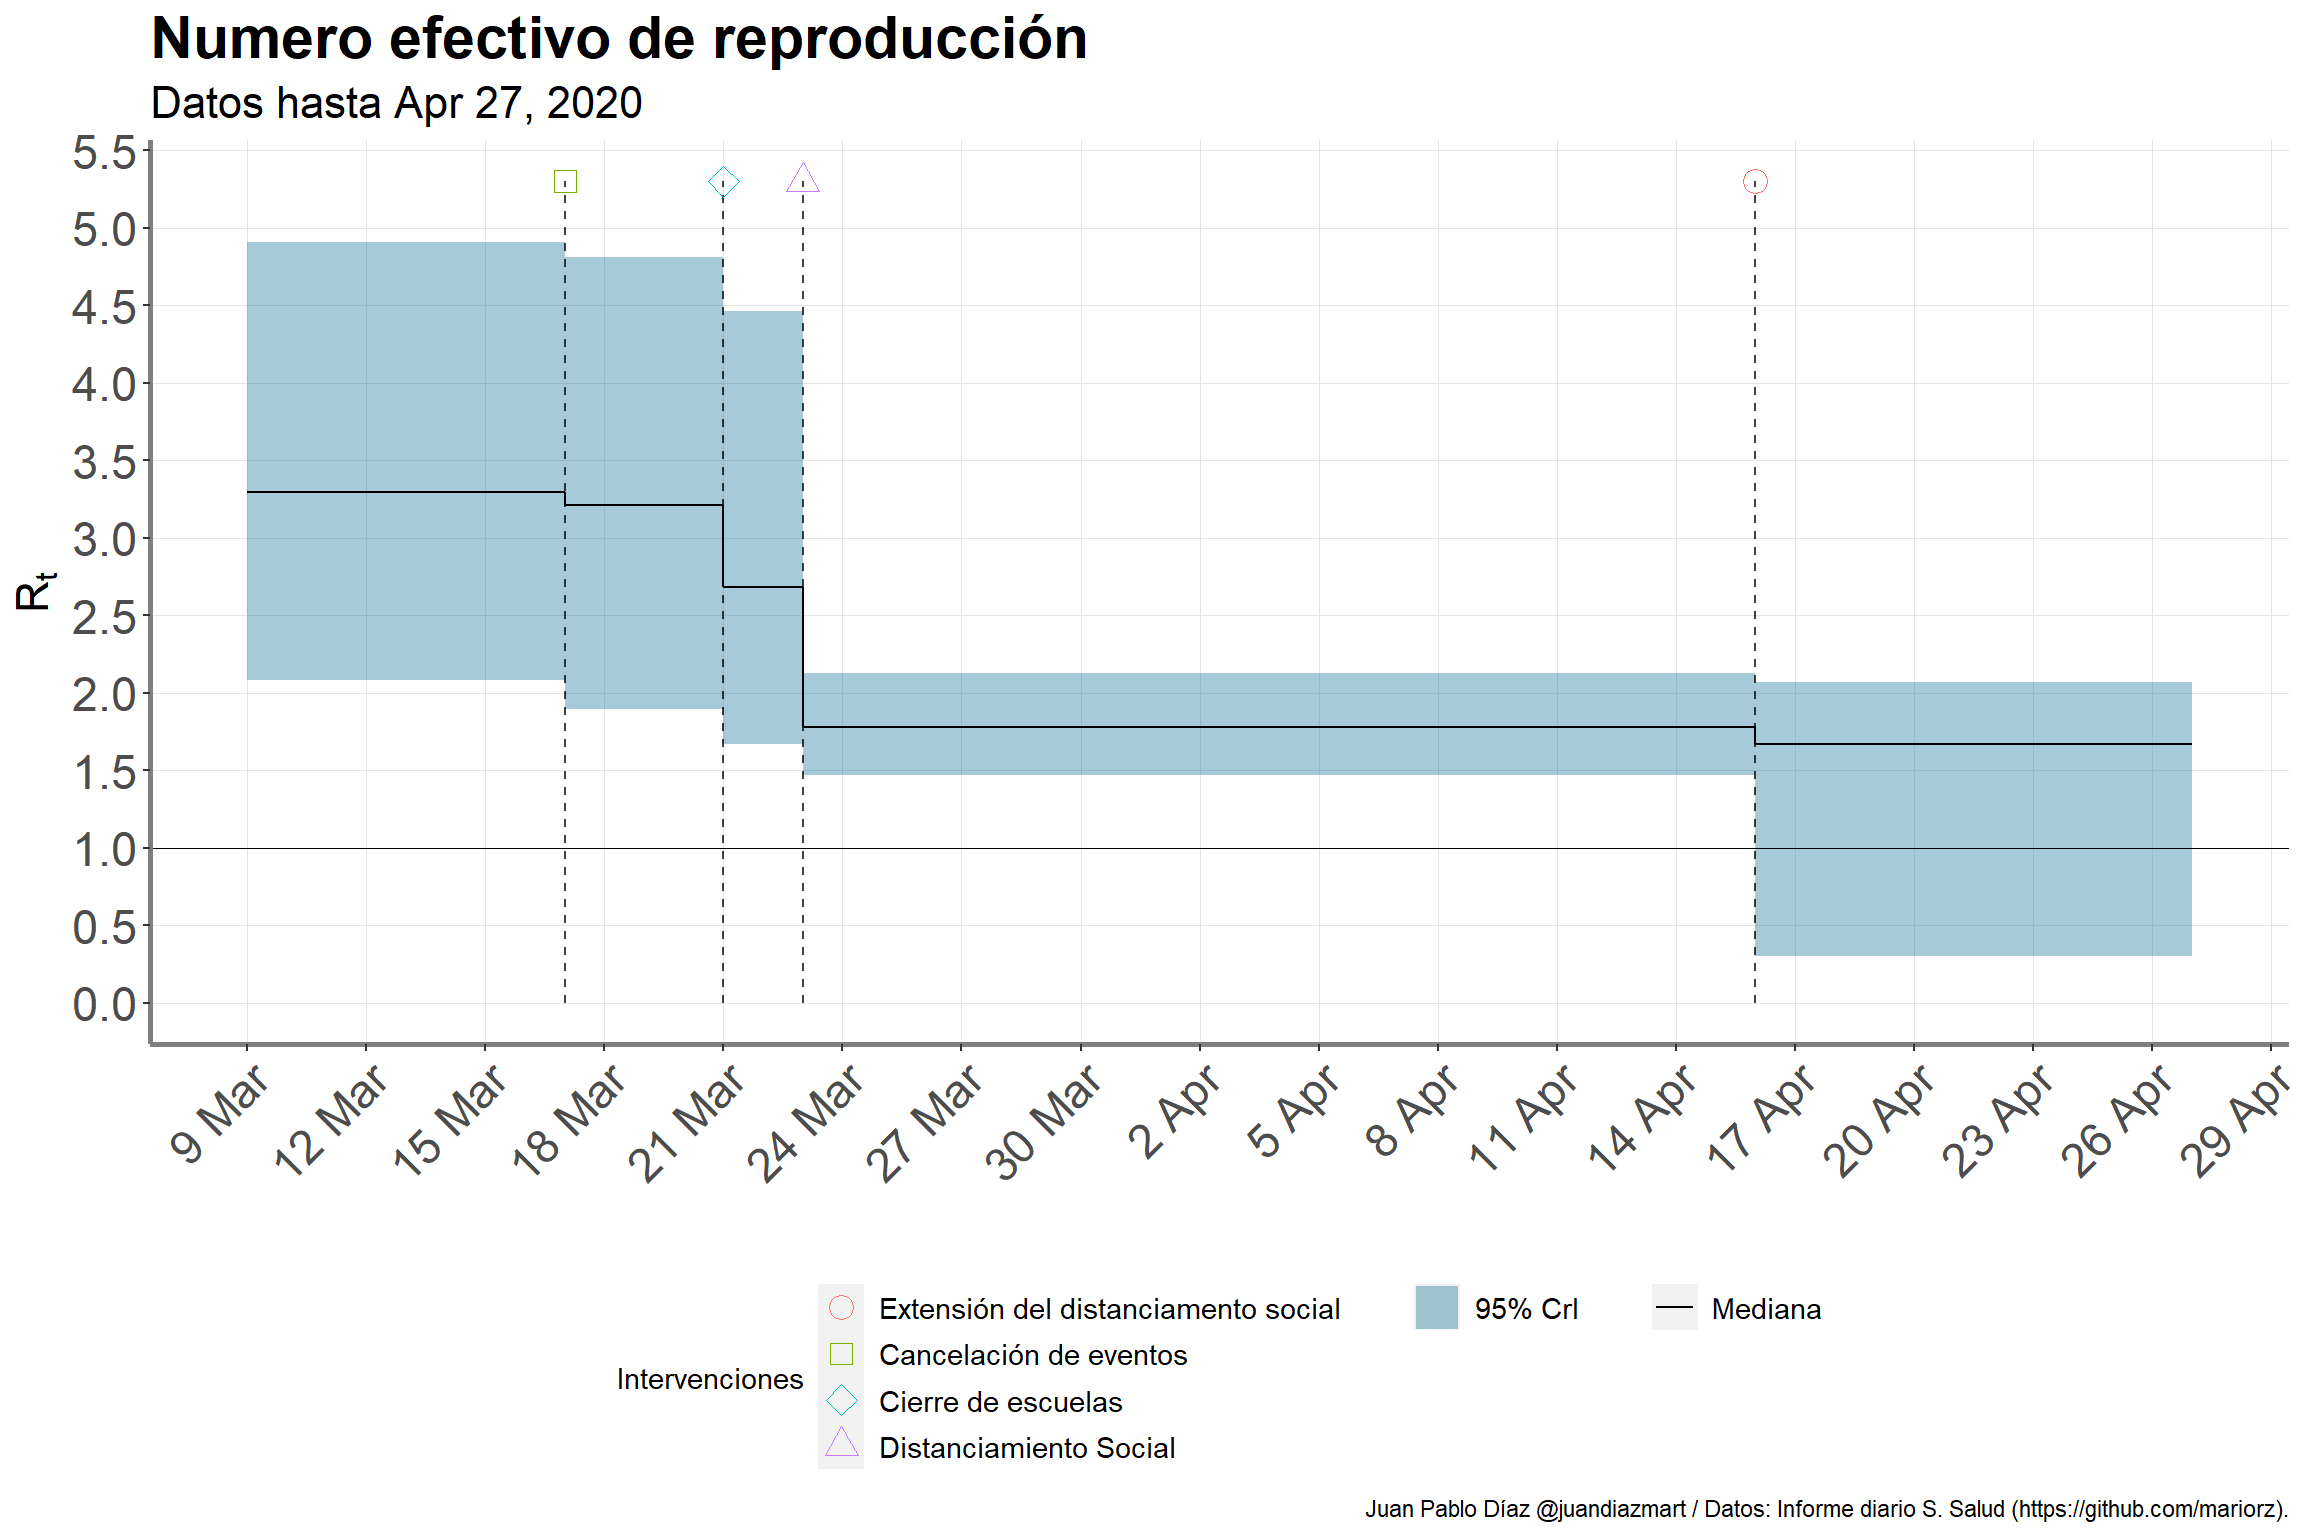 Numero efectivo de reproducción
Datos hasta Apr 27, 2020
5.5
5.0
4.5
4.0
3.5
3.0
2.5
2.0
1.5
1.0
0.5
0.0
Rt
9 Mar
12 Mar
15 Mar
18 Mar
21 Mar
24 Mar
27 Mar
30 Mar
2 Apr
5 Apr
8 Apr
11 Apr
14 Apr
17 Apr
20 Apr
23 Apr
26 Apr
29 Apr
Intervenciones
Extensión del distanciamento social
Cancelación de eventos
Cierre de escuelas
Distanciamiento Social
95% CrI
Mediana
Juan Pablo Díaz @juandiazmart / Datos: Informe diario S. Salud (https://github.com/mariorz).